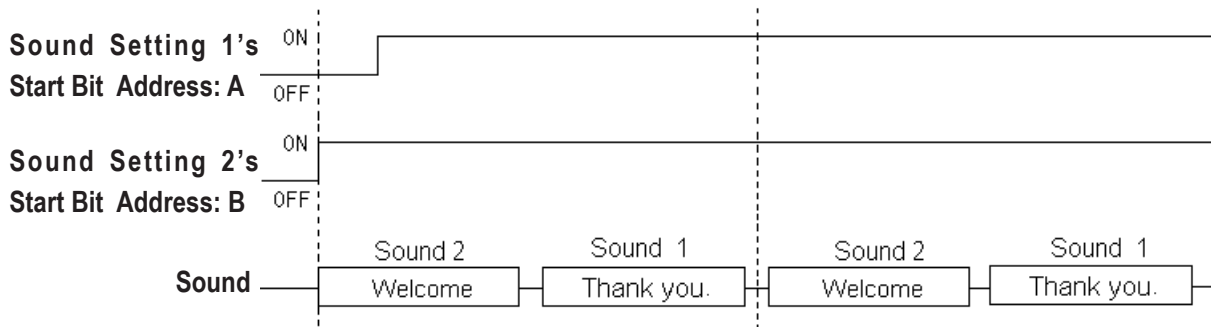 Sound Setting 1's ON
Start Bit Address: A OFF
Sound Setting 2's ON
Start Bit Address: B OFF
Sound 2 Sound 1 Sound 2 Sound 1
Sound Welcome Thank you. Welcome Thank you.